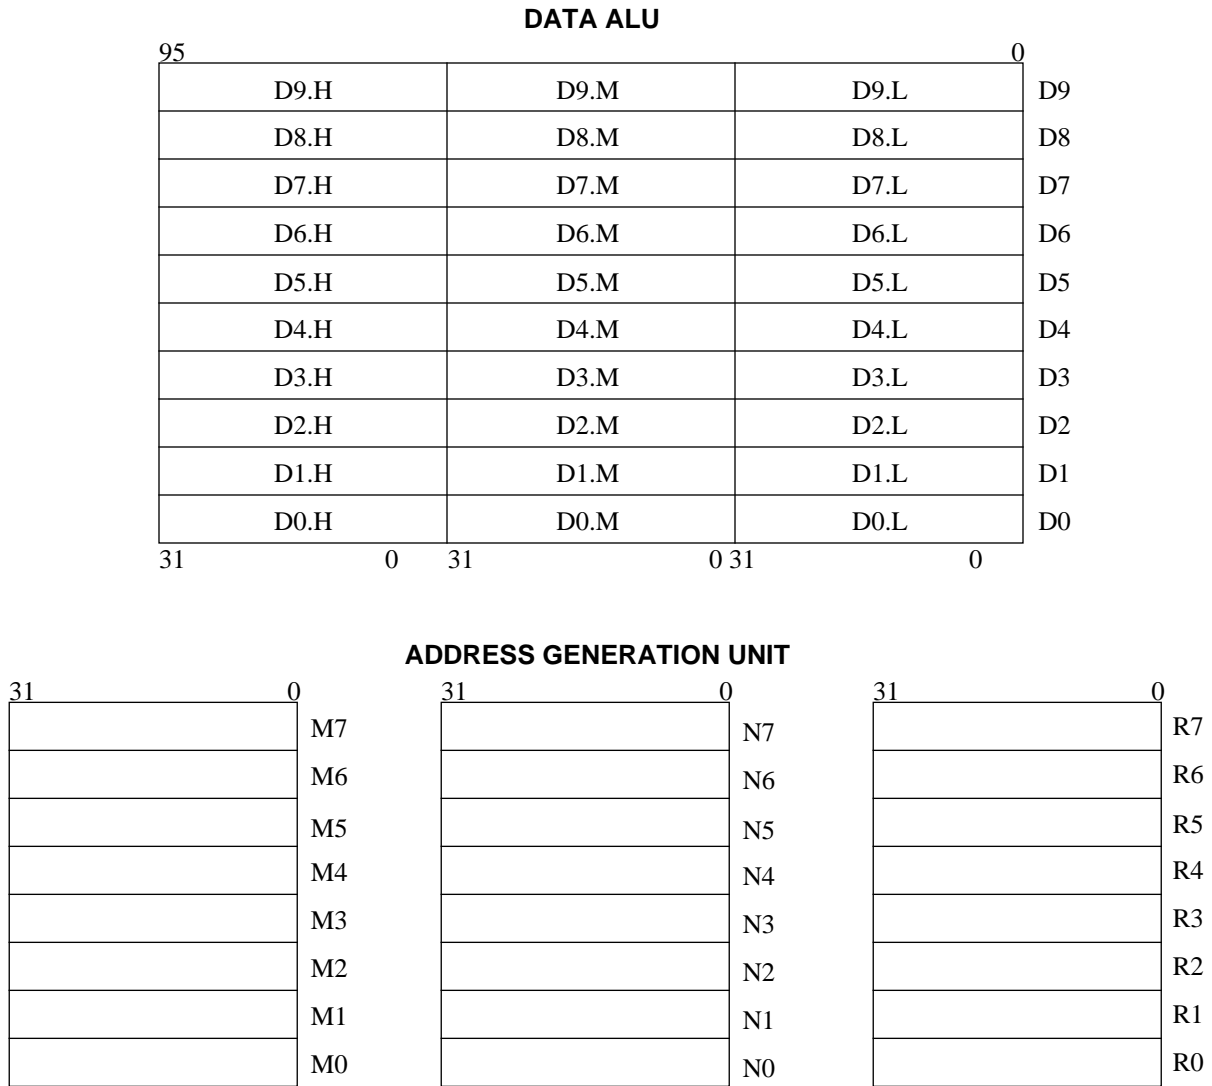 DATA ALU
95 0
D9.H D9.M D9.L D9
D8.H D8.M D8.L D8
D7.H D7.M D7.L D7
D6.H D6.M D6.L D6
D5.H D5.M D5.L D5
D4.H D4.M D4.L D4
D3.H D3.M D3.L D3
D2.H D2.M D2.L D2
D1.H D1.M D1.L D1
D0.H D0.M D0.L D0
31 0 31 0 31 0
ADDRESS GENERATION UNIT
31 0 31 0 31 0
M7 N7 R7
M6 N6 R6
M5 N5 R5
M4 N4 R4
M3 N3 R3
M2 N2 R2
M1 N1 R1
M0 N0 R0